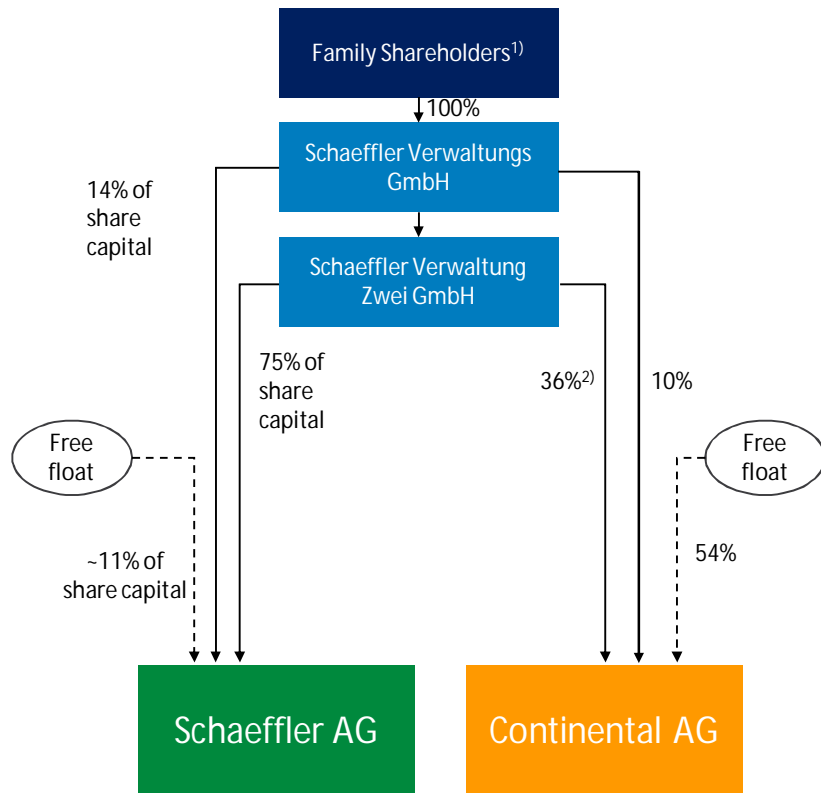 Family Shareholders1)
100%
Schaeffler Verwaltungs
GmbH
14% of
share
capital
Schaeffler Verwaltung
Zwei GmbH
75% of
share
capital
36%2)
10%
Free
float
Free
float
~11% of
share capital
54%
Schaeffler AG
Continental AG